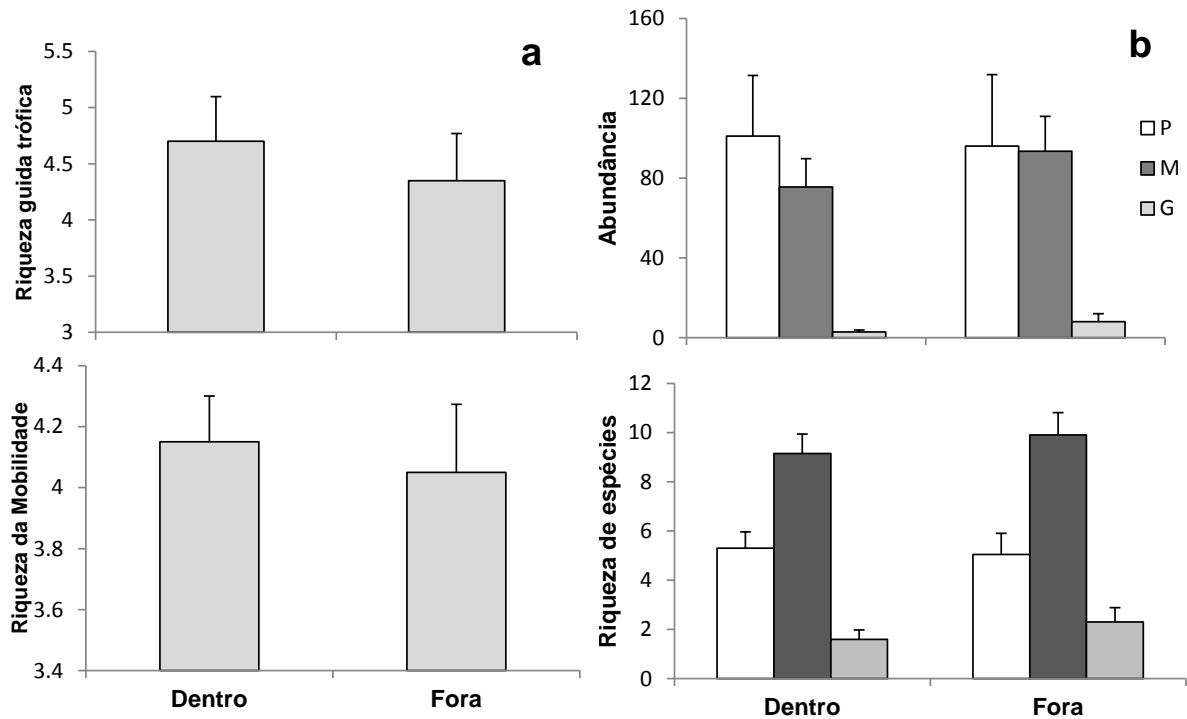 a
Riqueza guida trófica
5.5
5
4.5
4
3.5
3
b
Abundância
160
120
80
40
0
P
M
G
Riqueza da Mobilidade
4.4
4.2
4
3.8
3.6
3.4
Dentro Fora
Riqueza de espécies
12
10
8
6
4
2
0
Dentro Fora